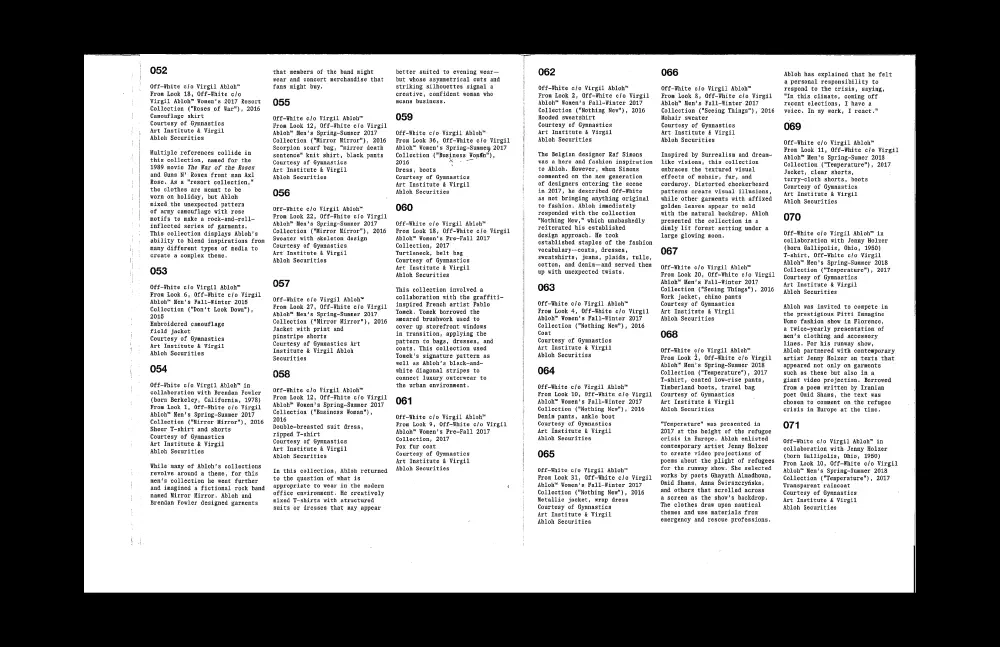 052
Off-White c/o Virgil Abloh™
From Look 18, Off-White c/o
Virgil Abloh™ Women's 2017 Resort
Collection ("Roses of War"), 2016
Camouflage skirt
Courtesy of Gymnastics
Art Institute & Virgil
Abloh Securities
Multiple references collide in
this collection, named for the
1989 movie The War of the Roses
and Guns N' Roses front man Axl
Rose. As a "resort collection,"
the clothes are meant to be
worn on holiday, but Abloh
mixed the unexpected pattern
of army camouflage with rose
motifs to make a rock-and-roll-
inflected series of garments.
This collection displays Abloh's
ability to blend inspirations from
many different types of media to
create a complex theme.
053
Off-White c/o Virgil Abloh™
From Look 6, Off-White c/o Virgil
Abloh™ Men's Fall-Winter 2015
Collection ("Don't Look Down"),
2015
Embroidered camouflage
field jacket
Courtesy of Gymnastics
Art Institute & Virgil
Abloh Securities
054
Off-White c/o Virgil Abloh™ in
collaboration with Brendan Fowler
(born Berkeley, California, 1978)
From Look 1, Off-White c/o Virgil
Abloh™ Men's Spring-Summer 2017
Collection ("Mirror Mirror"), 2016
Sheer T-shirt and shorts
Courtesy of Gymnastics
Art Institute & Virgil
Abloh Securities
While many of Abloh's collections
revolve around a theme, for this
men's collection he went further
and imagined a fictional rock band
named Mirror Mirror. Abloh and
Brendan Fowler designed garments
that members of the band might
wear and concert merchandise that
fans might buy.
055
Off-White c/o Virgil Abloh™
From Look 12, Off-White c/o Virgil
Abloh™ Men's Spring-Summer 2017
Collection ("Mirror Mirror"), 2016
Scorpion scarf bag, "mirror death
sentence" knit shirt, black pants
Courtesy of Gymnastics
Art Institute & Virgil
Abloh Securities
056
Off-White c/o Virgil Abloh™
From Look 22, Off-White c/o Virgil
Abloh™ Men's Spring-Summer 2017
Collection ("Mirror Mirror"), 2016
Sweater with skeleton design
Courtesy of Gymnastics
Art Institute & Virgil
Abloh Securities
057
Off-White c/o Virgil Abloh™
From Look 27, Off-White c/o Virgil
Abloh™ Men's Spring-Summer 2017
Collection ("Mirror Mirror"), 2016
Jacket with print and
pinstripe shorts
Courtesy of Gymnastics Art
Institute & Virgil Abloh
Securities
058
Off-White c/o Virgil Abloh™
From Look 12, Off-White c/o Virgil
Abloh™ Women's Spring-Summer 2017
Collection ("Business Woman"),
2016
Double-breasted suit dress,
ripped T-shirt
Courtesy of Gymnastics
Art Institute & Virgil
Abloh Securities
In this collection, Abloh returned
to the question of what is
appropriate to wear in the modern
office environment. He creatively
mixed T-shirts with structured
suits or dresses that may appear
better suited to evening wear—
but whose asymmetrical cuts and
striking silhouettes signal a
creative, confident woman who
means business.
059
Off-White c/o Virgil Abloh™
From Look 36, Off-White c/o Virgil
Abloh™ Women's Spring-Summer 2017
Collection ("Business Woman"),
2016
Dress, boots
Courtesy of Gymnastics
Art Institute & Virgil
Abloh Securities
060
Off-White c/o Virgil Abloh™
From Look 18, Off-White c/o Virgil
Abloh™ Women's Pre-Fall 2017
Collection, 2017
Turtleneck, belt bag
Courtesy of Gymnastics
Art Institute & Virgil
Abloh Securities
This collection involved a
collaboration with the graffiti-
inspired French artist Pablo
Tomek. Tomek borrowed the
smeared brushwork used to
cover up storefront windows
in transition, applying the
pattern to bags, dresses, and
coats. This collection used
Tomek's signature pattern as
well as Abloh's black-and-
white diagonal stripes to
connect luxury outerwear to
the urban environment.
061
Off-White c/o Virgil Abloh™
From Look 9, Off-White c/o Virgil
Abloh™ Women's Pre-Fall 2017
Collection, 2017
Fox fur coat
Courtesy of Gymnastics
Art Institute & Virgil
Abloh Securities
062
Off-White c/o Virgil Abloh™
From Look 2, Off-White c/o Virgil
Abloh™ Women's Fall-Winter 2017
Collection ("Nothing New"), 2016
Hooded sweatshirt
Courtesy of Gymnastics
Art Institute & Virgil
Abloh Securities
The Belgian designer Raf Simons
was a hero and fashion inspiration
to Abloh. However, when Simons
commented on the new generation
of designers entering the scene
in 2017, he described Off-White
as not bringing anything original
to fashion. Abloh immediately
responded with the collection
"Nothing New," which unabashedly
reiterated his established
design approach. He took
established staples of the fashion
vocabulary—coats, dresses,
sweatshirts, jeans, plaids, tulle,
cotton, and denim—and served them
up with unexpected twists.
063
Off-White c/o Virgil Abloh™
From Look 4, Off-White c/o Virgil
Abloh™ Women's Fall-Winter 2017
Collection ("Nothing New"), 2016
Coat
Courtesy of Gymnastics
Art Institute & Virgil
Abloh Securities
064
Off-White c/o Virgil Abloh™
From Look 10, Off-White c/o Virgil
Abloh™ Women's Fall-Winter 2017
Collection ("Nothing New"), 2016
Denim pants, ankle boot
Courtesy of Gymnastics
Art Institute & Virgil
Abloh Securities
065
Off-White c/o Virgil Abloh™
From Look 31, Off-White c/o Virgil
Abloh™ Women's Fall-Winter 2017
Collection ("Nothing New"), 2016
Metallic jacket, wrap dress
Courtesy of Gymnastics
Art Institute & Virgil
Abloh Securities
066
Off-White c/o Virgil Abloh™
From Look 8, Off-White c/o Virgil
Abloh™ Men's Fall-Winter 2017
Collection ("Seeing Things"), 2016
Mohair sweater
Courtesy of Gymnastics
Art Institute & Virgil
Abloh Securities
Inspired by Surrealism and dream-
like visions, this collection
embraces the textured visual
effects of mohair, fur, and
corduroy. Distorted checkerboard
patterns create visual illusions,
while other garments with affixed
golden leaves appear to meld
with the natural backdrop. Abloh
presented the collection in a
dimly lit forest setting under a
large glowing moon.
067
Off-White c/o Virgil Abloh™
From Look 20, Off-White c/o Virgil
Abloh™ Men's Fall-Winter 2017
Collection ("Seeing Things"), 2016
Work jacket, chino pants
Courtesy of Gymnastics
Art Institute & Virgil
Abloh Securities
068
Off-White c/o Virgil Abloh™
From Look 2, Off-White c/o Virgil
Abloh™ Men's Spring-Summer 2018
Collection ("Temperature"), 2017
T-shirt, coated low-rise pants,
Timberland boots, travel bag
Courtesy of Gymnastics
Art Institute & Virgil
Abloh Securities
"Temperature" was presented in
2017 at the height of the refugee
crisis in Europe. Abloh enlisted
contemporary artist Jenny Holzer
to create video projections of
poems about the plight of refugees
for the runway show. She selected
works by poets Ghayath Almadhoun,
Omid Shams, Anna Świrszczyńska,
and others that scrolled across
a screen as the show's backdrop.
The clothes draw upon nautical
themes and use materials from
emergency and rescue professions.
Abloh has explained that he felt
a personal responsibility to
respond to the crisis, saying,
"In this climate, coming off
recent elections, I have a
voice. In my work, I react."
069
Off-White c/o Virgil Abloh™
From Look 11, Off-White c/o Virgil
Abloh™ Men's Spring-Summer 2018
Collection ("Temperature"), 2017
Jacket, clear shorts,
terry-cloth shorts, boots
Courtesy of Gymnastics
Art Institute & Virgil
Abloh Securities
070
Off-White c/o Virgil Abloh™ in
collaboration with Jenny Holzer
(born Gallipolis, Ohio, 1950)
T-shirt, Off-White c/o Virgil
Abloh™ Men's Spring-Summer 2018
Collection ("Temperature"), 2017
Courtesy of Gymnastics
Art Institute & Virgil
Abloh Securities
Abloh was invited to compete in
the prestigious Pitti Immagine
Uomo fashion show in Florence,
a twice-yearly presentation of
men's clothing and accessory
lines. For his runway show,
Abloh partnered with contemporary
artist Jenny Holzer on texts that
appeared not only on garments
such as these but also in a
giant video projection. Borrowed
from a poem written by Iranian
poet Omid Shams, the text was
chosen to comment on the refugee
crisis in Europe at the time.
071
Off-White c/o Virgil Abloh™ in
collaboration with Jenny Holzer
(born Gallipolis, Ohio, 1950)
From Look 10, Off-White c/o Virgil
Abloh™ Men's Spring-Summer 2018
Collection ("Temperature"), 2017
Transparent raincoat
Courtesy of Gymnastics
Art Institute & Virgil
Abloh Securities